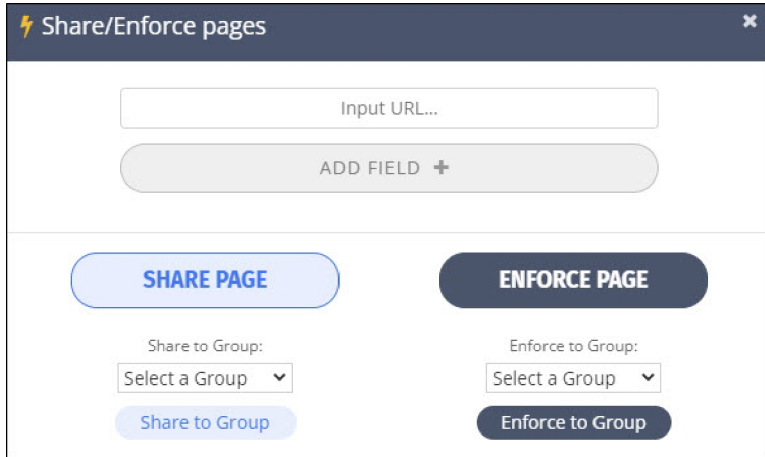 Share/Enforce pages
Input URL...
ADD FIELD +
SHARE PAGE
ENFORCE PAGE
Share to Group:
Enforce to Group:
Select a Group
Select a Group
Share to Group
Enforce to Group